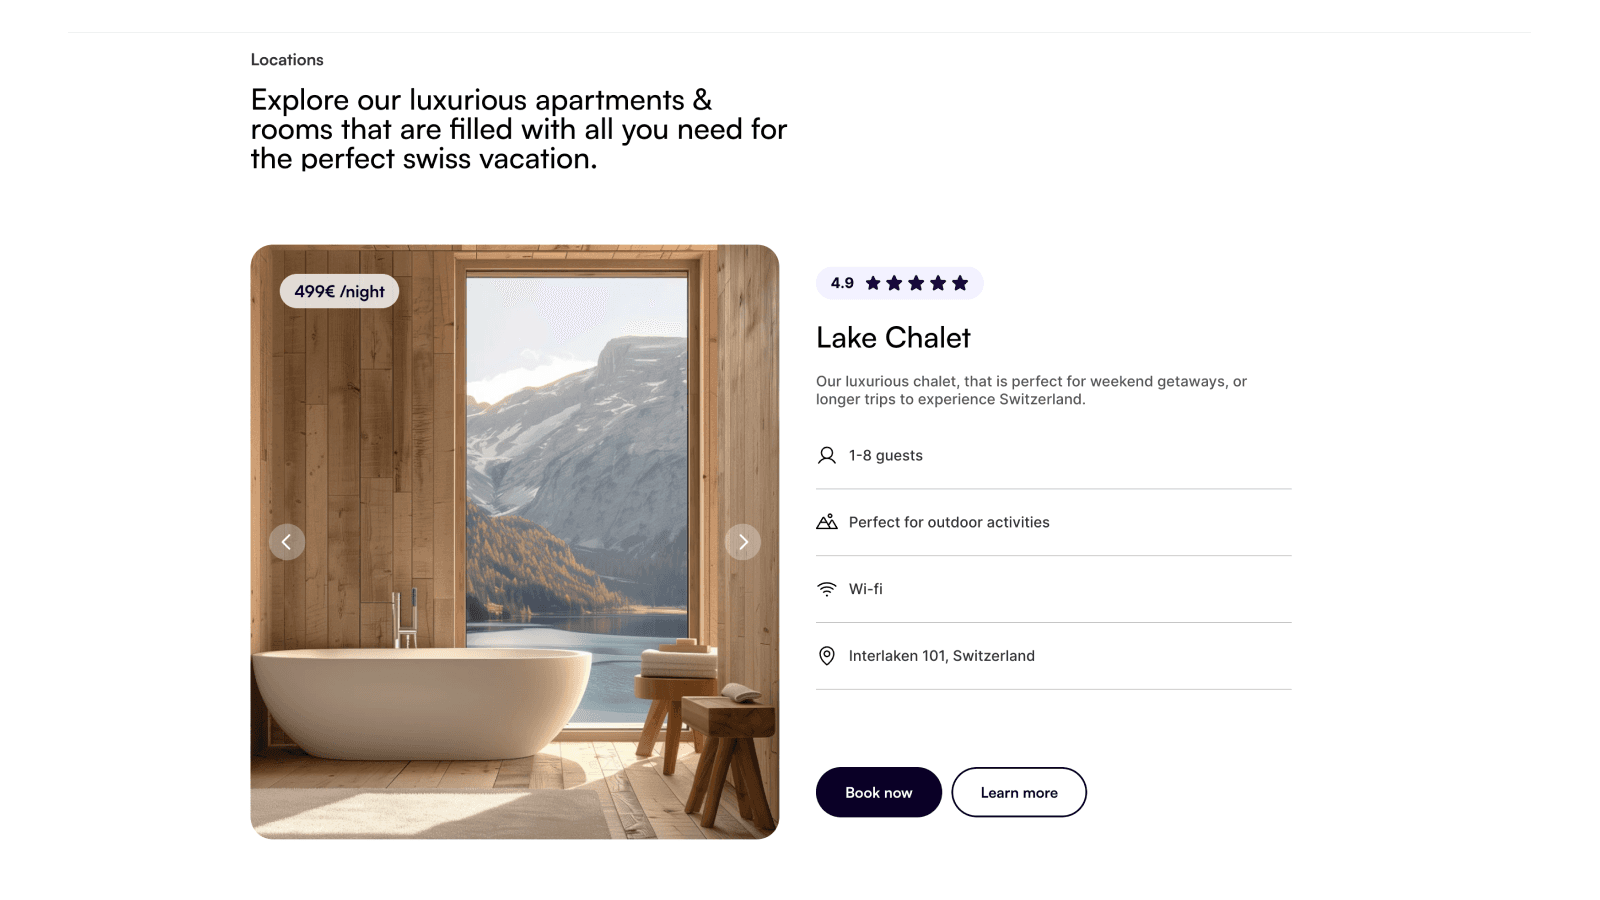 Locations
Explore our luxurious apartments &
rooms that are filled with all you need for
the perfect swiss vacation.
499€ /night
4.9
Lake Chalet
Our luxurious chalet, that is perfect for weekend getaways, or
longer trips to experience Switzerland.
1-8 guests
Perfect for outdoor activities
Wi-fi
Interlaken 101, Switzerland
Book now
Learn more